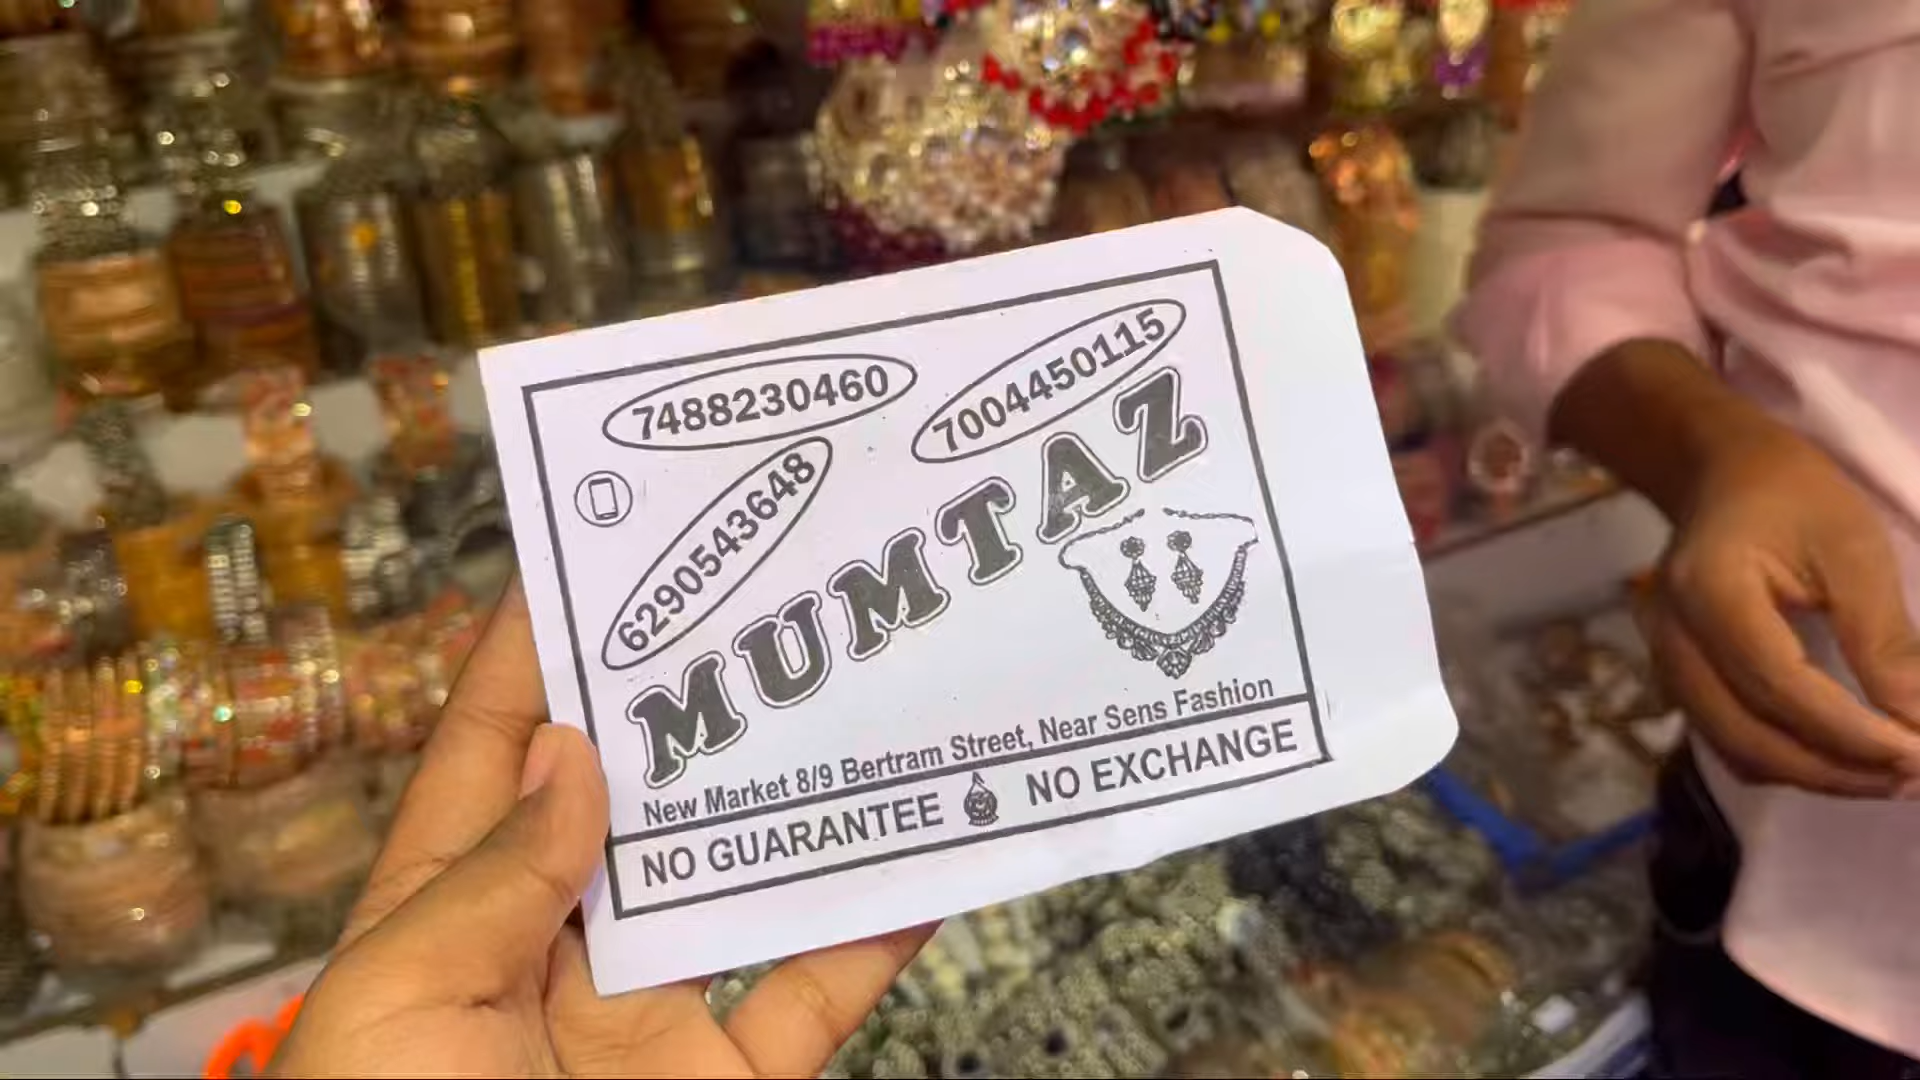 7488230460
7004450115
6290543648
MUMTAZ
New Market 8/9 Bertram Street, Near Sens Fashion
NO GUARANTEE NO EXCHANGE